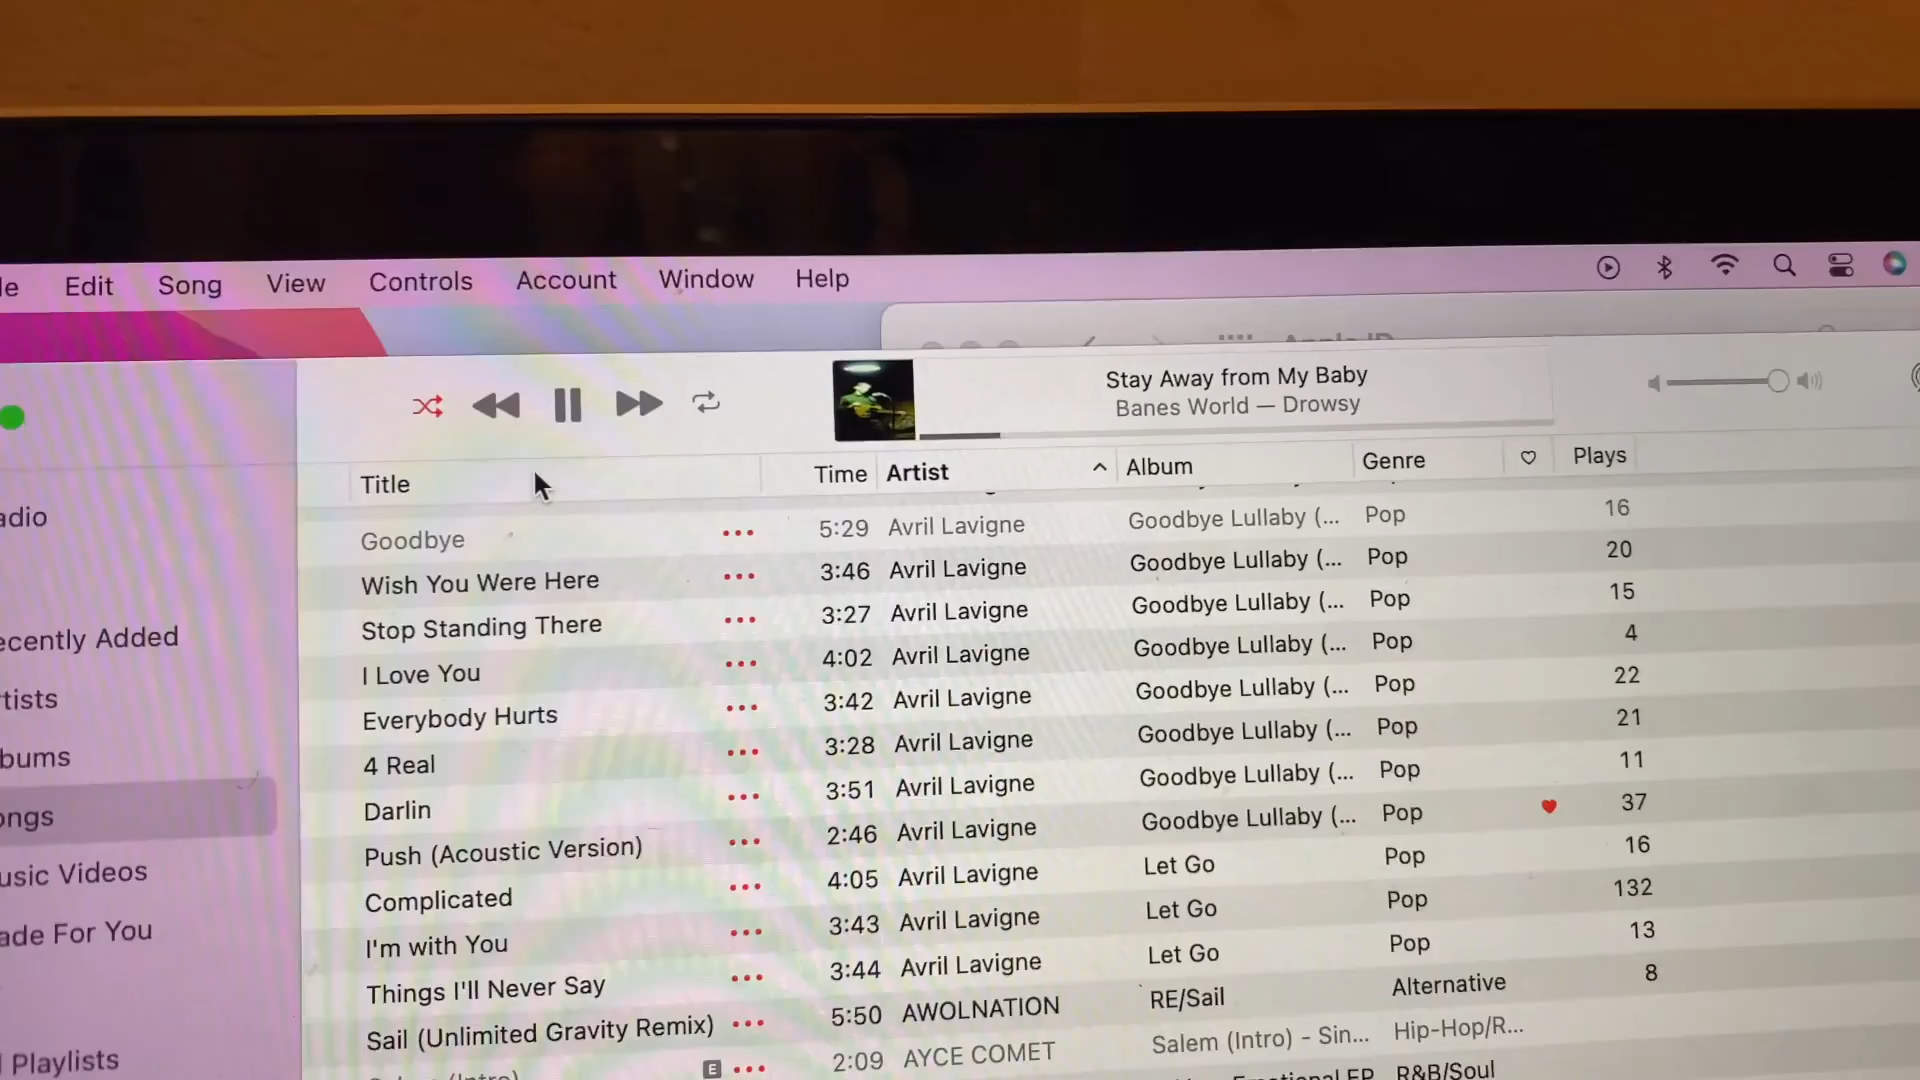 le Edit Song View Controls Account Window Help
Apple ID
Stay Away from My Baby
Banes World — Drowsy
Title Time Artist Album Genre Plays
Goodbye 5:29 Avril Lavigne Goodbye Lullaby (... Pop 16
Wish You Were Here 3:46 Avril Lavigne Goodbye Lullaby (... Pop 20
Stop Standing There 3:27 Avril Lavigne Goodbye Lullaby (... Pop 15
I Love You 4:02 Avril Lavigne Goodbye Lullaby (... Pop 4
Everybody Hurts 3:42 Avril Lavigne Goodbye Lullaby (... Pop 22
4 Real 3:28 Avril Lavigne Goodbye Lullaby (... Pop 21
Darlin 3:51 Avril Lavigne Goodbye Lullaby (... Pop 11
Push (Acoustic Version) 2:46 Avril Lavigne Goodbye Lullaby (... Pop 37
Complicated 4:05 Avril Lavigne Let Go Pop 16
I'm with You 3:43 Avril Lavigne Let Go Pop 132
Things I'll Never Say 3:44 Avril Lavigne Let Go Pop 13
Sail (Unlimited Gravity Remix) 5:50 AWOLNATION RE/Sail Alternative 8
E 2:09 AYCE COMET Salem (Intro) - Sin... Hip-Hop/R...
Emotional EP R&B/Soul
adio
ecently Added
tists
bums
ongs
usic Videos
ade For You
l Playlists